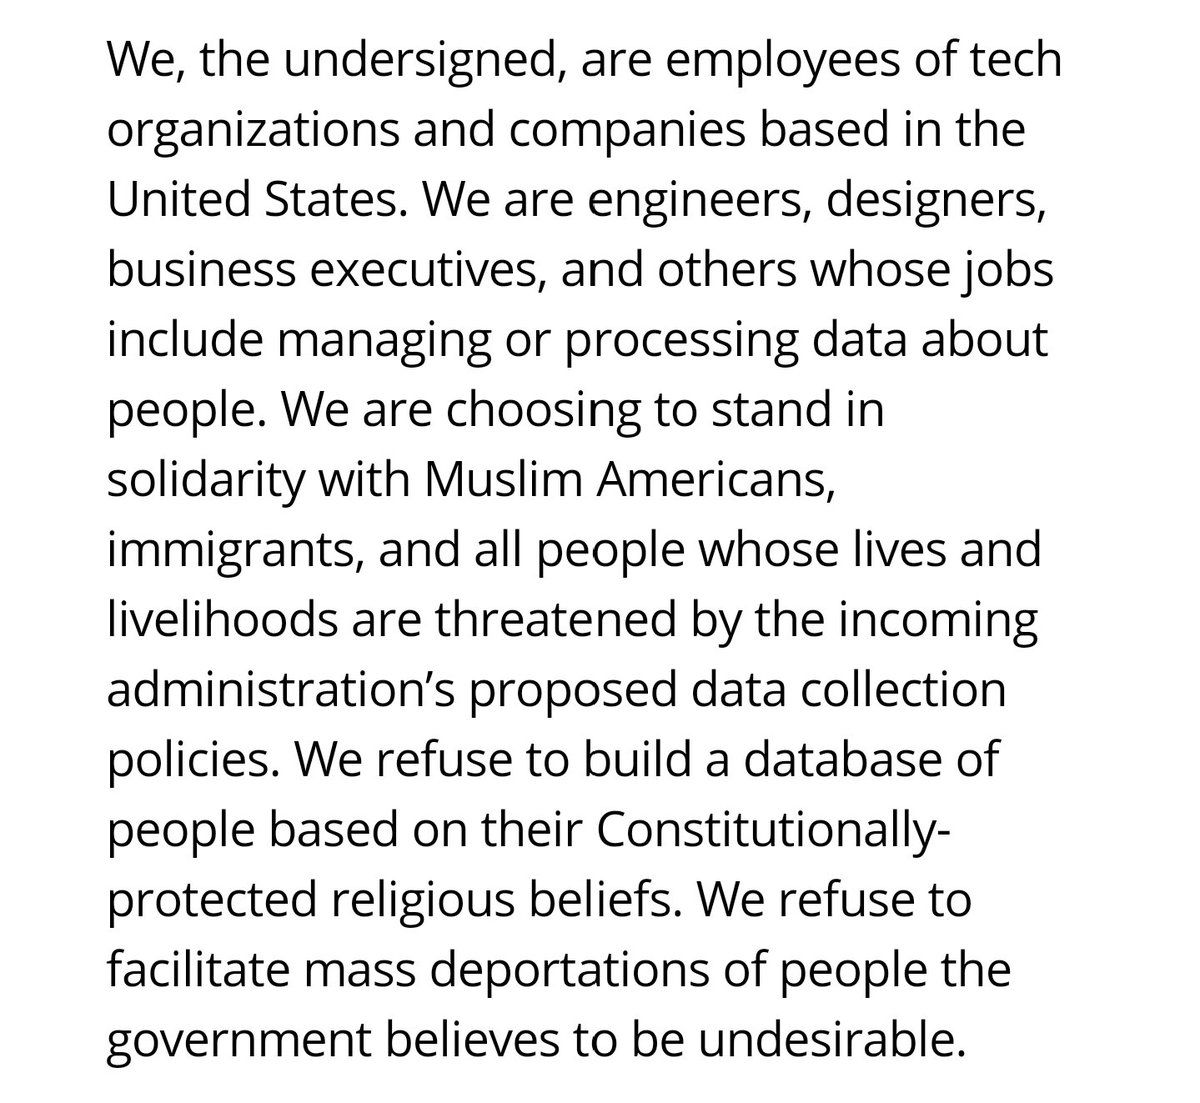 We, the undersigned, are employees of tech
organizations and companies based in the
United States. We are engineers, designers,
business executives, and others whose jobs
include managing or processing data about
people. We are choosing to stand in
solidarity with Muslim Americans,
immigrants, and all people whose lives and
livelihoods are threatened by the incoming
administration’s proposed data collection
policies. We refuse to build a database of
people based on their Constitutionally-
protected religious beliefs. We refuse to
facilitate mass deportations of people the
government believes to be undesirable.